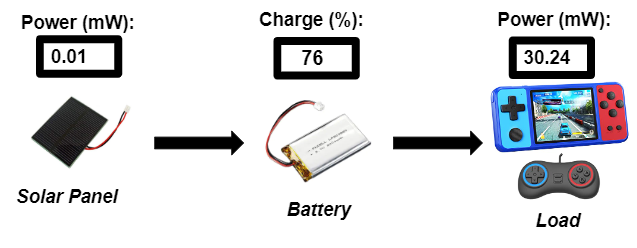 Power (mW):
0.01
Solar Panel
Charge (%):
76
Battery
Power (mW):
30.24
Load